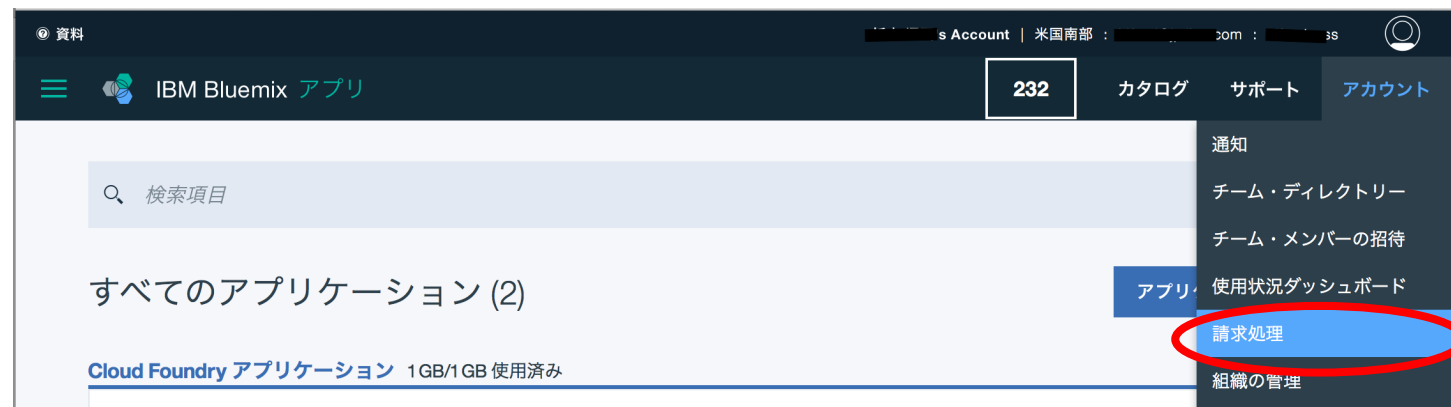 資料
s Account | 米国南部 : com : ss
IBM Bluemix アプリ
232 カタログ サポート アカウント
通知
検索項目
チーム・ディレクトリー
チーム・メンバーの招待
すべてのアプリケーション (2)
アプリ
使用状況ダッシュボード
請求処理
Cloud Foundry アプリケーション 1 GB/1 GB 使用済み
組織の管理